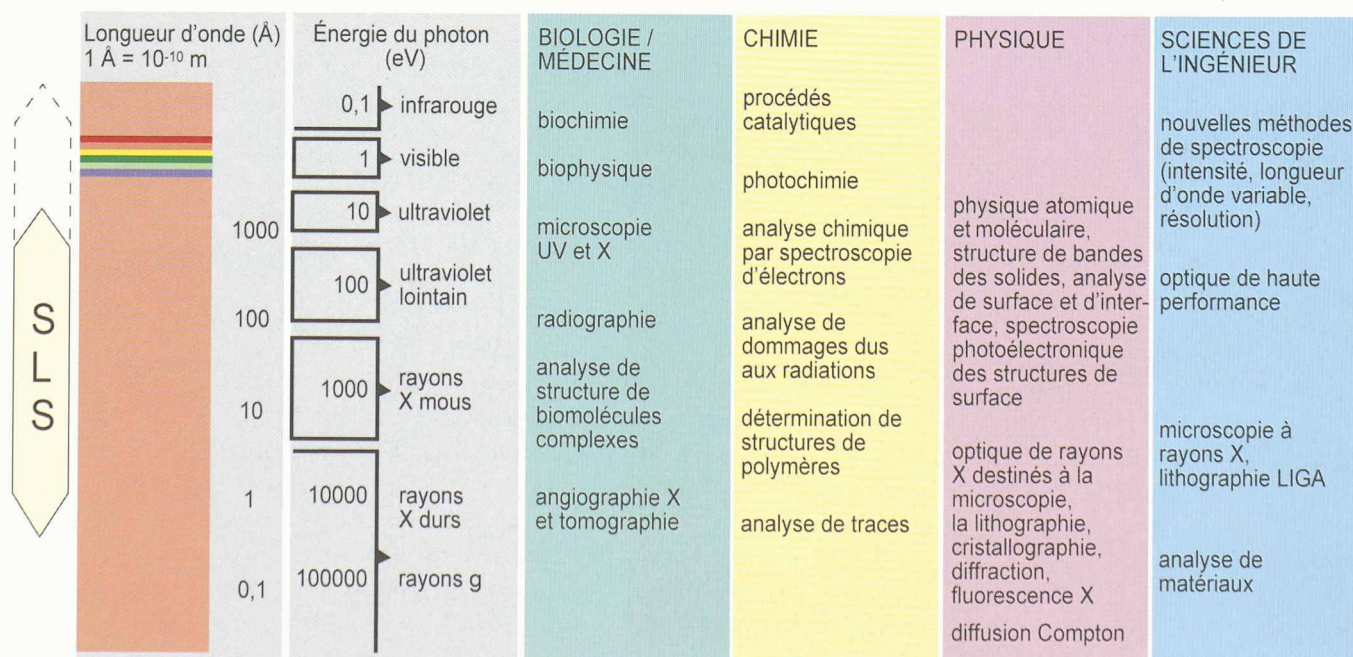 Longueur d'onde (Å)
1 Å = 10⁻¹⁰ m
1000
100
10
1
0,1
S
L
S
Énergie du photon
(eV)
0,1 infrarouge
1 visible
10 ultraviolet
100 ultraviolet
lointain
1000 rayons
X mous
10000 rayons
X durs
100000 rayons g
BIOLOGIE /
MÉDECINE
biochimie
biophysique
microscopie
UV et X
radiographie
analyse de
structure de
biomolécules
complexes
angiographie X
et tomographie
CHIMIE
procédés
catalytiques
photochimie
analyse chimique
par spectroscopie
d'électrons
analyse de
dommages dus
aux radiations
détermination de
structures de
polymères
analyse de traces
PHYSIQUE
physique atomique
et moléculaire,
structure de bandes
des solides, analyse
de surface et d'inter-
face, spectroscopie
photoélectronique
des structures de
surface
optique de rayons
X destinés à la
microscopie,
la lithographie,
cristallographie,
diffraction,
fluorescence X
diffusion Compton
SCIENCES DE
L'INGÉNIEUR
nouvelles méthodes
de spectroscopie
(intensité, longueur
d'onde variable,
résolution)
optique de haute
performance
microscopie à
rayons X,
lithographie LIGA
analyse de
matériaux